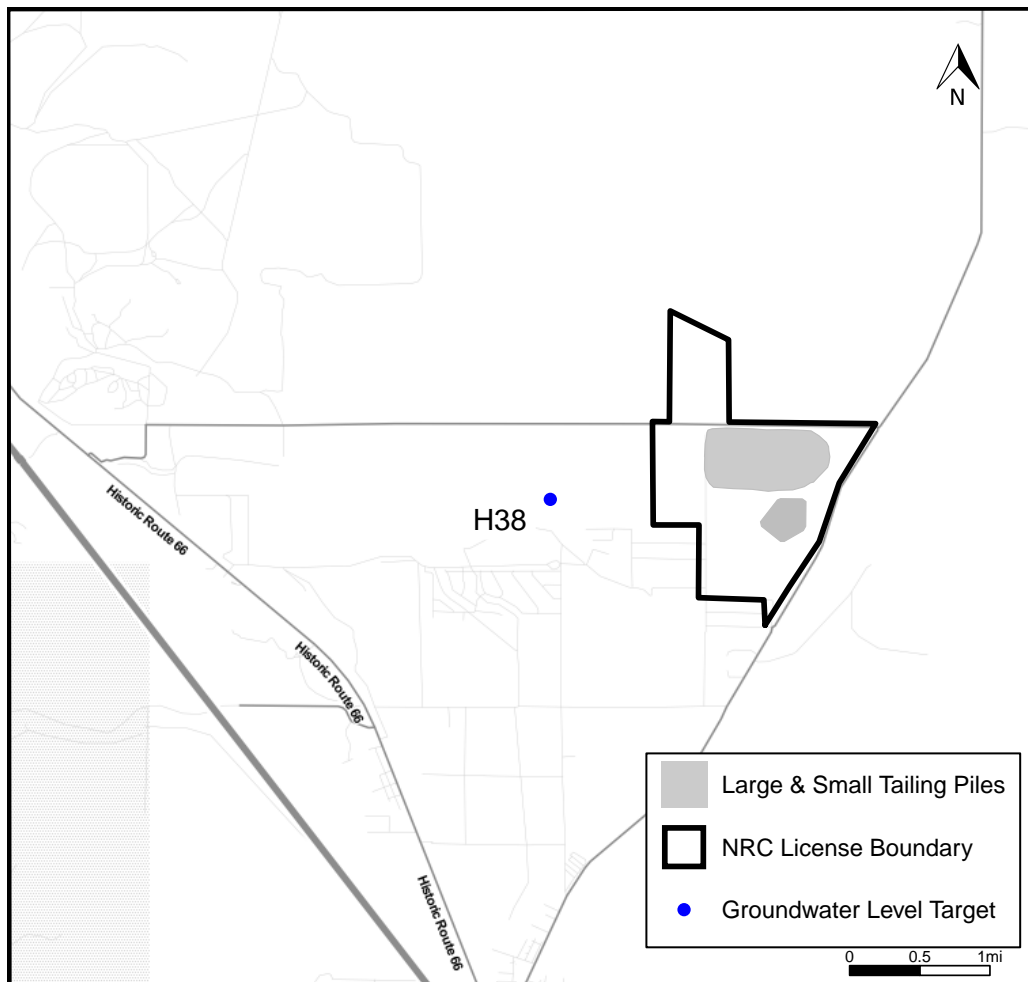 N
H38
Historic Route 66
Historic Route 66
Historic Route 66
Large & Small Tailing Piles
NRC License Boundary
Groundwater Level Target
0 0.5 1mi